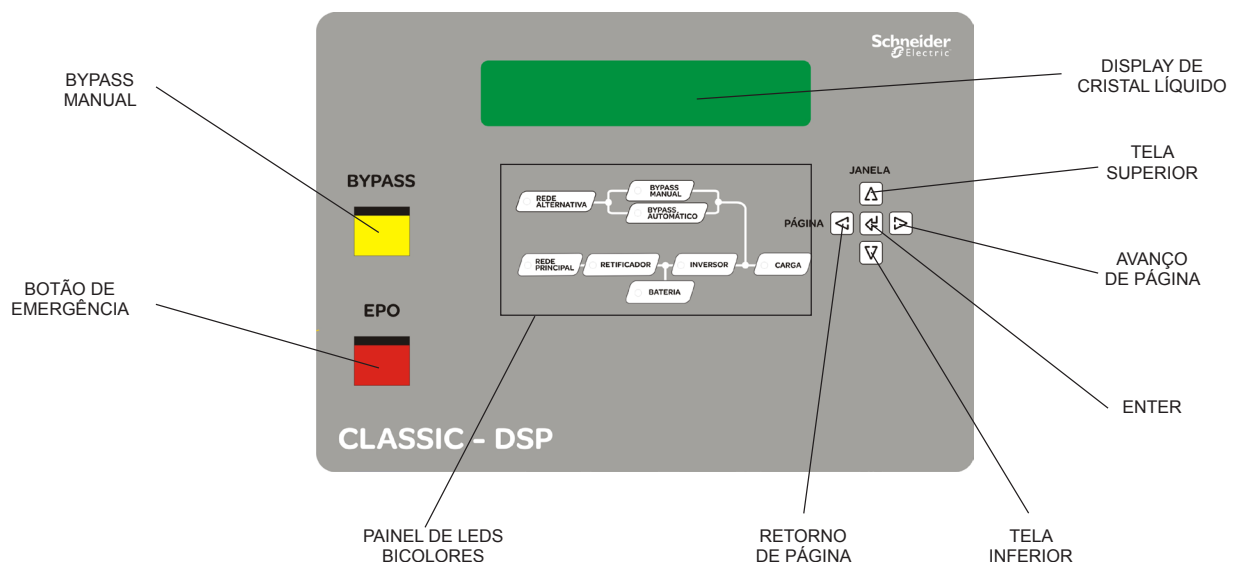 Schneider
Electric
BYPASS
MANUAL
DISPLAY DE
CRISTAL LÍQUIDO
TELA
SUPERIOR
JANELA
BYPASS
REDE
ALTERNATIVA
BYPASS
MANUAL
BYPASS
AUTOMÁTICO
PÁGINA
AVANÇO
DE PÁGINA
REDE
PRINCIPAL
RETIFICADOR
INVERSOR
CARGA
BATERIA
BOTÃO DE
EMERGÊNCIA
EPO
ENTER
CLASSIC - DSP
PAINEL DE LEDS
BICOLORES
RETORNO
DE PÁGINA
TELA
INFERIOR